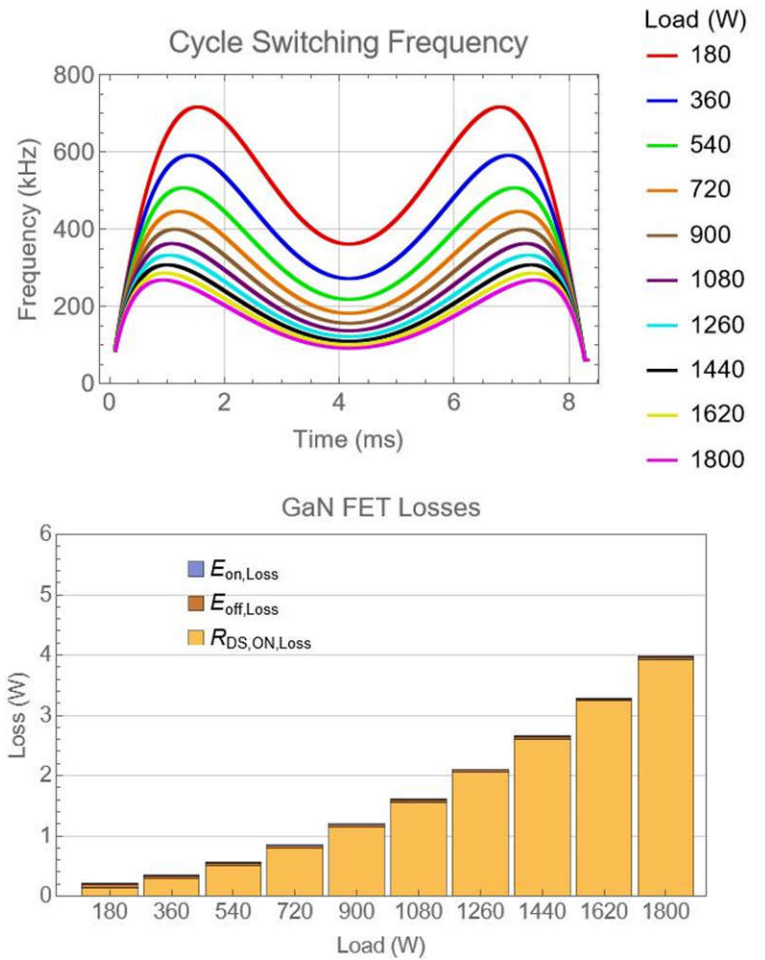 Cycle Switching Frequency
Load (W)
180
360
540
720
900
1080
1260
1440
1620
1800
800
600
400
200
0
Frequency (kHz)
0 2 4 6 8
Time (ms)
GaN FET Losses
6
5
4
3
2
1
0
Loss (W)
Eon,Loss
Eoff,Loss
RDS,ON,Loss
180 360 540 720 900 1080 1260 1440 1620 1800
Load (W)